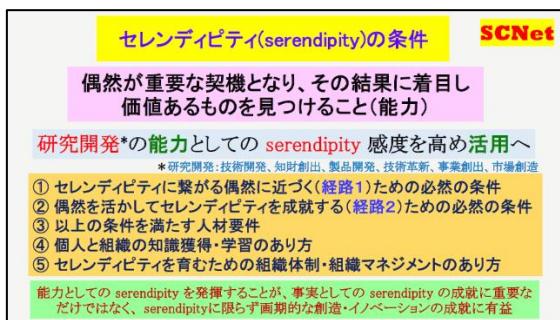 セレンディピティ(serendipity)の条件
SCNet
偶然が重要な契機となり、その結果に着目し
価値あるものを見つけること(能力)
研究開発*の能力としての serendipity 感度を高め活用へ
*研究開発:技術開発、知財創出、製品開発、技術革新、事業創出、市場創造
① セレンディピティに繋がる偶然に近づく(経路1)ための必然の条件
② 偶然を活かしてセレンディピティを成就する(経路2)ための必然の条件
③ 以上の条件を満たす人材要件
④ 個人と組織の知識獲得・学習のあり方
⑤ セレンディピティを育むための組織体制・組織マネジメントのあり方
能力としての serendipity を発揮することが、事実としての serendipity の成就に重要な
だけではなく、serendipityに限らず画期的な創造・イノベーションの成就に有益